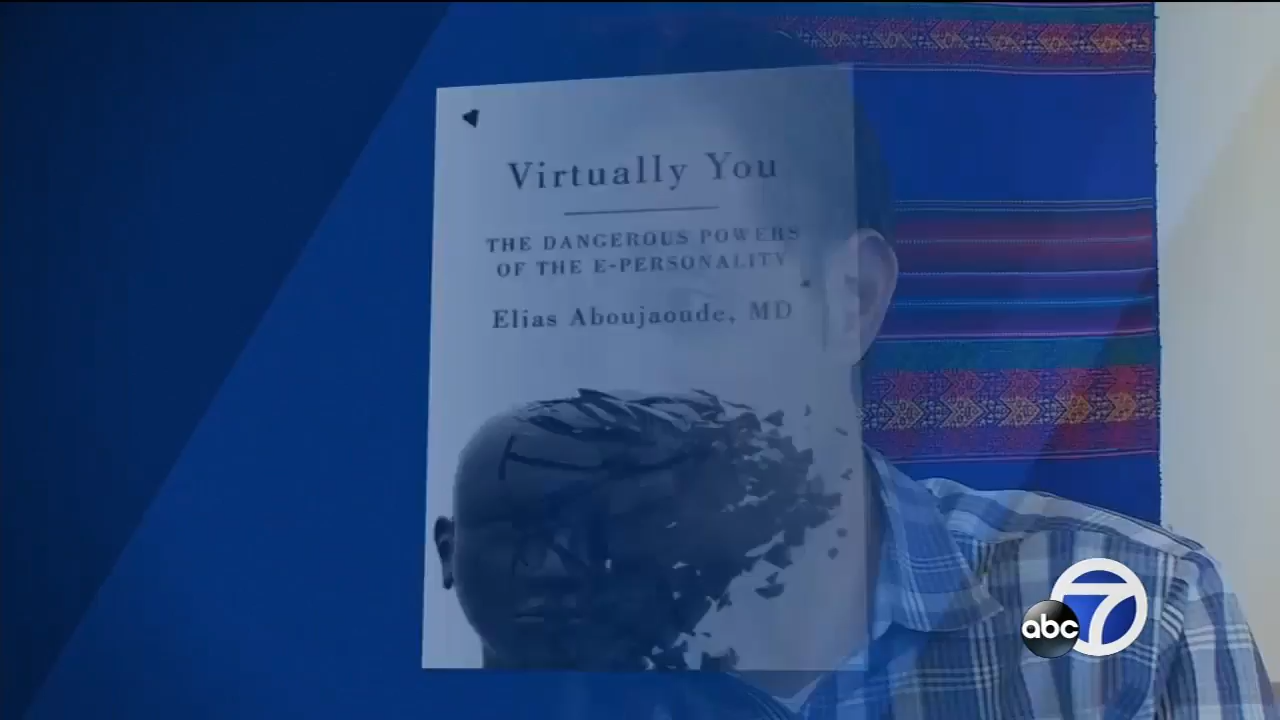 Virtually You
THE DANGEROUS POWERS
OF THE E-PERSONALITY
Elias Aboujaoude, MD
abc 7